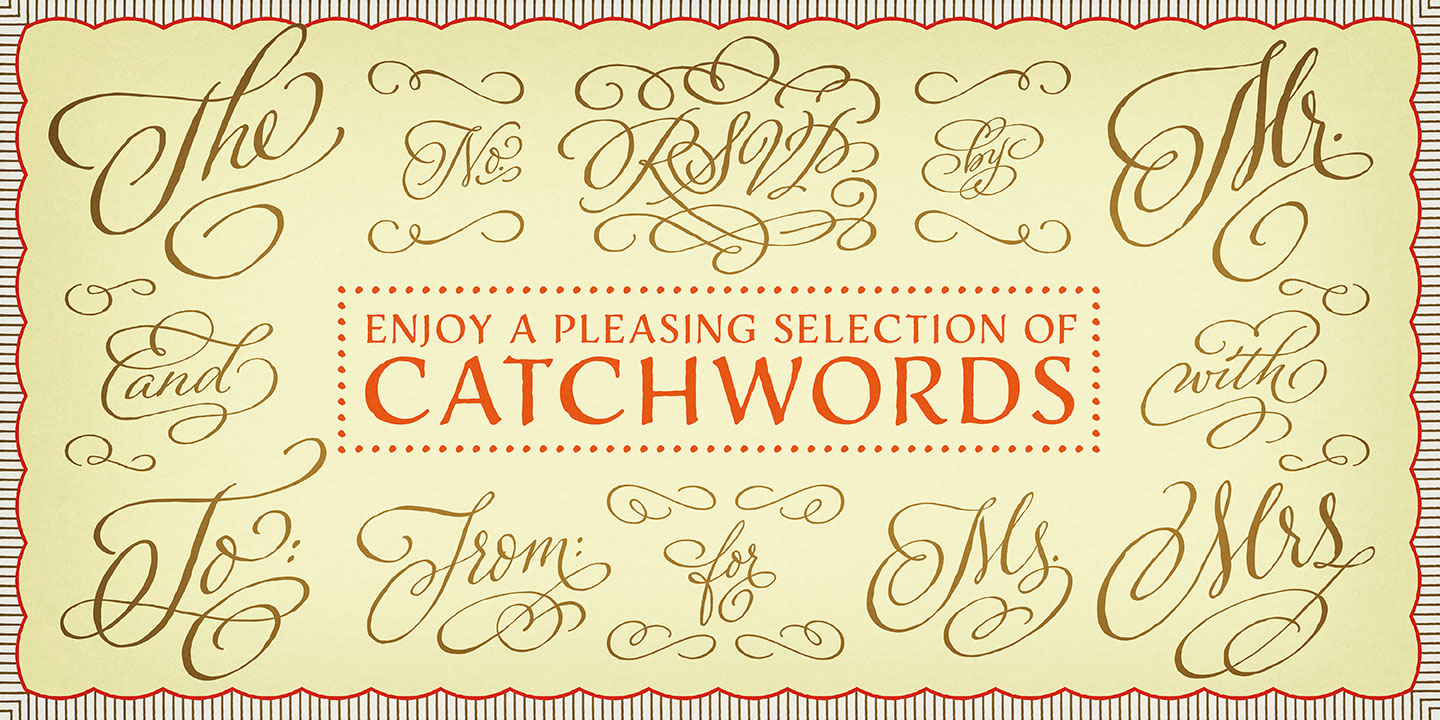 The
No.
RSVP
by
Mr.
and
ENJOY A PLEASING SELECTION OF
CATCHWORDS
with
To:
From:
for
Ms.
Mrs